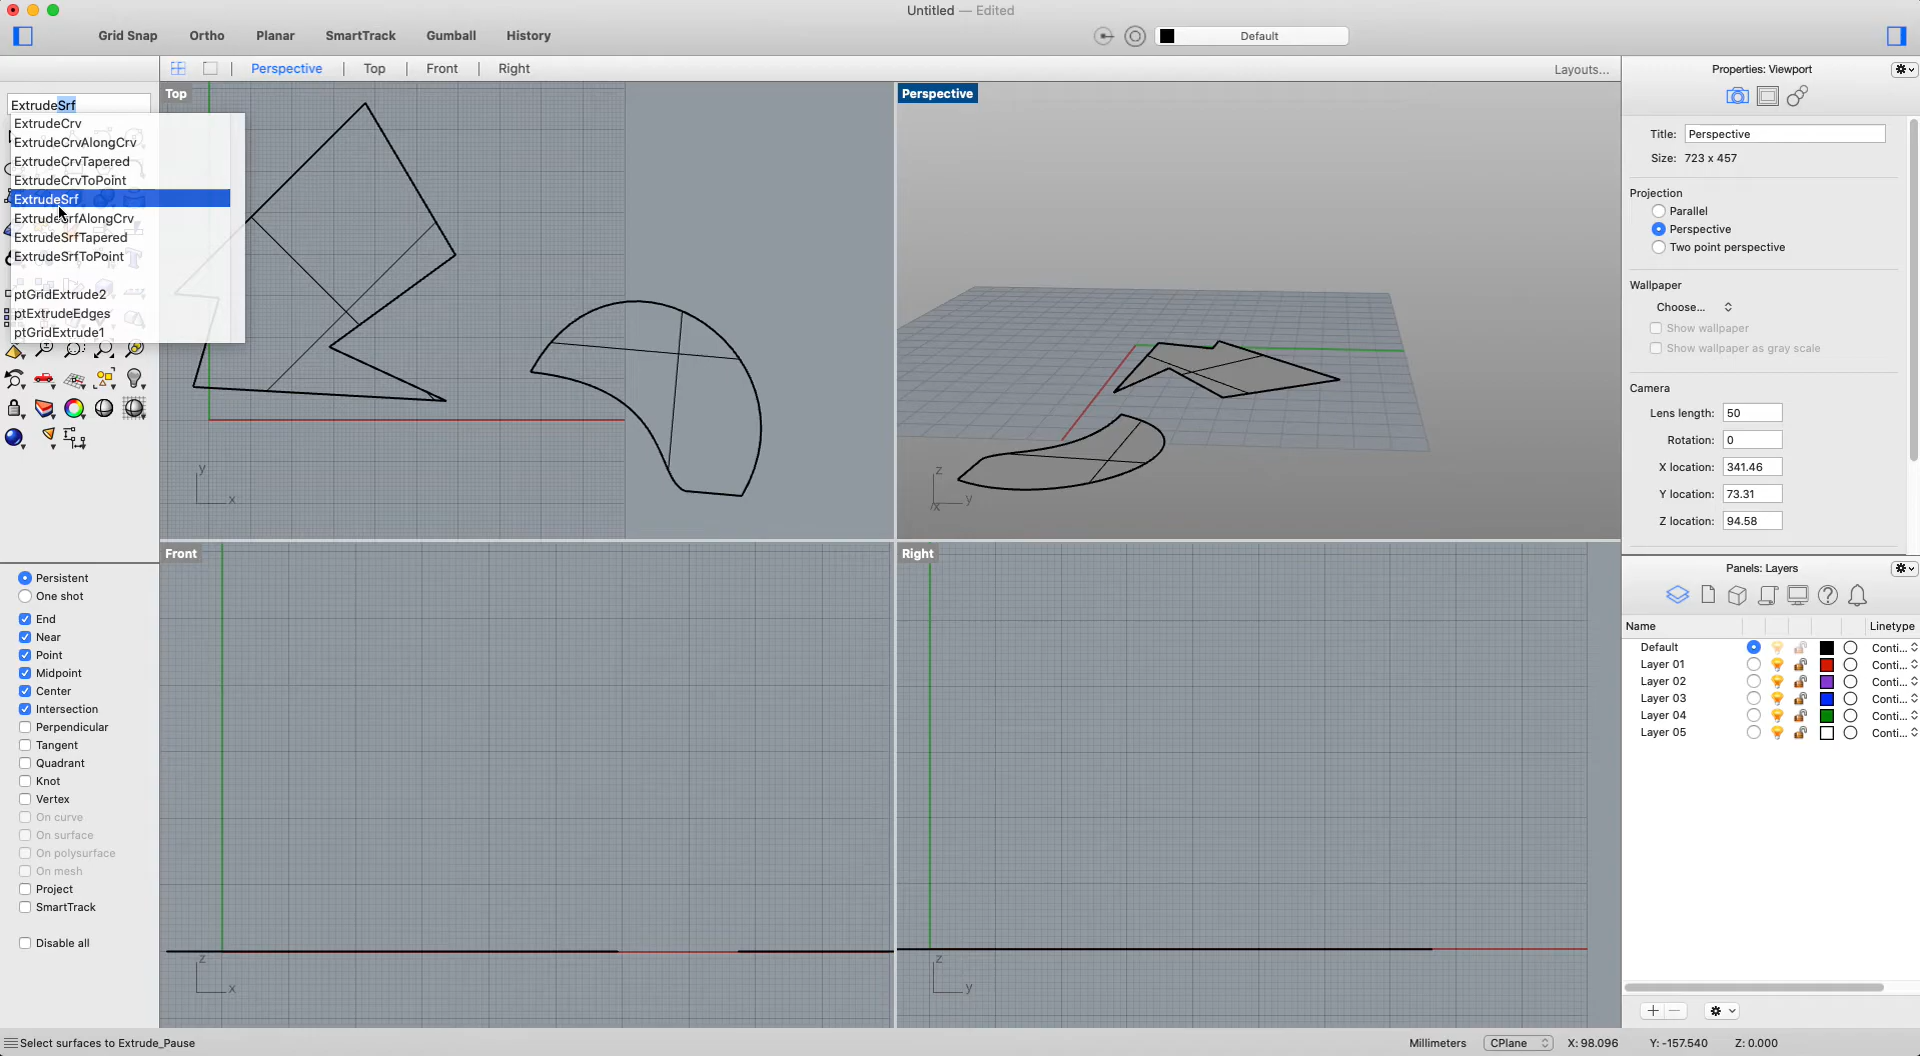 Untitled — Edited
Grid Snap Ortho Planar SmartTrack Gumball History
Default
Perspective Top Front Right
Layouts...
ExtrudeSrf
ExtrudeCrv
ExtrudeCrvAlongCrv
ExtrudeCrvTapered
ExtrudeCrvToPoint
ExtrudeSrf
ExtrudeSrfAlongCrv
ExtrudeSrfTapered
ExtrudeSrfToPoint
ptGridExtrude2
ptExtrudeEdges
ptGridExtrude1
Top
y
x
Perspective
z
y
x
Front
z
x
Right
z
y
Persistent
One shot
End
Near
Point
Midpoint
Center
Intersection
Perpendicular
Tangent
Quadrant
Knot
Vertex
On curve
On surface
On polysurface
On mesh
Project
SmartTrack
Disable all
Properties: Viewport
Title: Perspective
Size: 723 x 457
Projection
Parallel
Perspective
Two point perspective
Wallpaper
Choose...
Show wallpaper
Show wallpaper as gray scale
Camera
Lens length: 50
Rotation: 0
X location: 341.46
Y location: 73.31
Z location: 94.58
Panels: Layers
Name Linetype
Default Conti...
Layer 01 Conti...
Layer 02 Conti...
Layer 03 Conti...
Layer 04 Conti...
Layer 05 Conti...
Select surfaces to Extrude_Pause
Millimeters CPlane X: 98.096 Y: -157.540 Z: 0.000